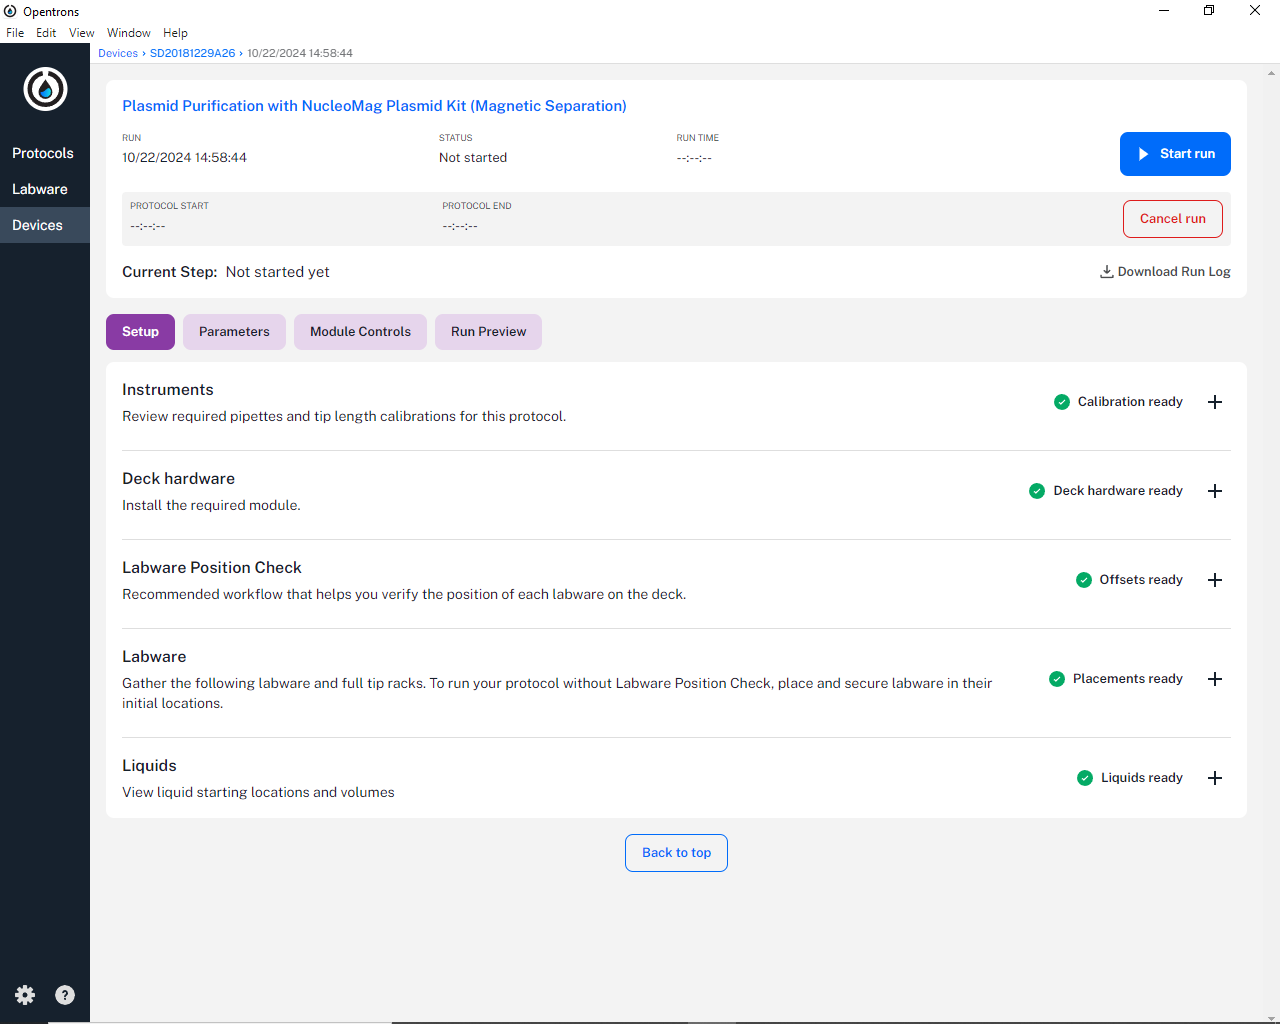 Opentrons
File Edit View Window Help
Devices › SD20181229A26 › 10/22/2024 14:58:44
Protocols
Labware
Devices
Plasmid Purification with NucleoMag Plasmid Kit (Magnetic Separation)
RUN STATUS RUN TIME
10/22/2024 14:58:44 Not started --:--:--
Start run
PROTOCOL START PROTOCOL END
--:--:-- --:--:--
Cancel run
Current Step: Not started yet
Download Run Log
Setup Parameters Module Controls Run Preview
Instruments
Review required pipettes and tip length calibrations for this protocol.
Calibration ready
Deck hardware
Install the required module.
Deck hardware ready
Labware Position Check
Recommended workflow that helps you verify the position of each labware on the deck.
Offsets ready
Labware
Gather the following labware and full tip racks. To run your protocol without Labware Position Check, place and secure labware in their
initial locations.
Placements ready
Liquids
View liquid starting locations and volumes
Liquids ready
Back to top
?